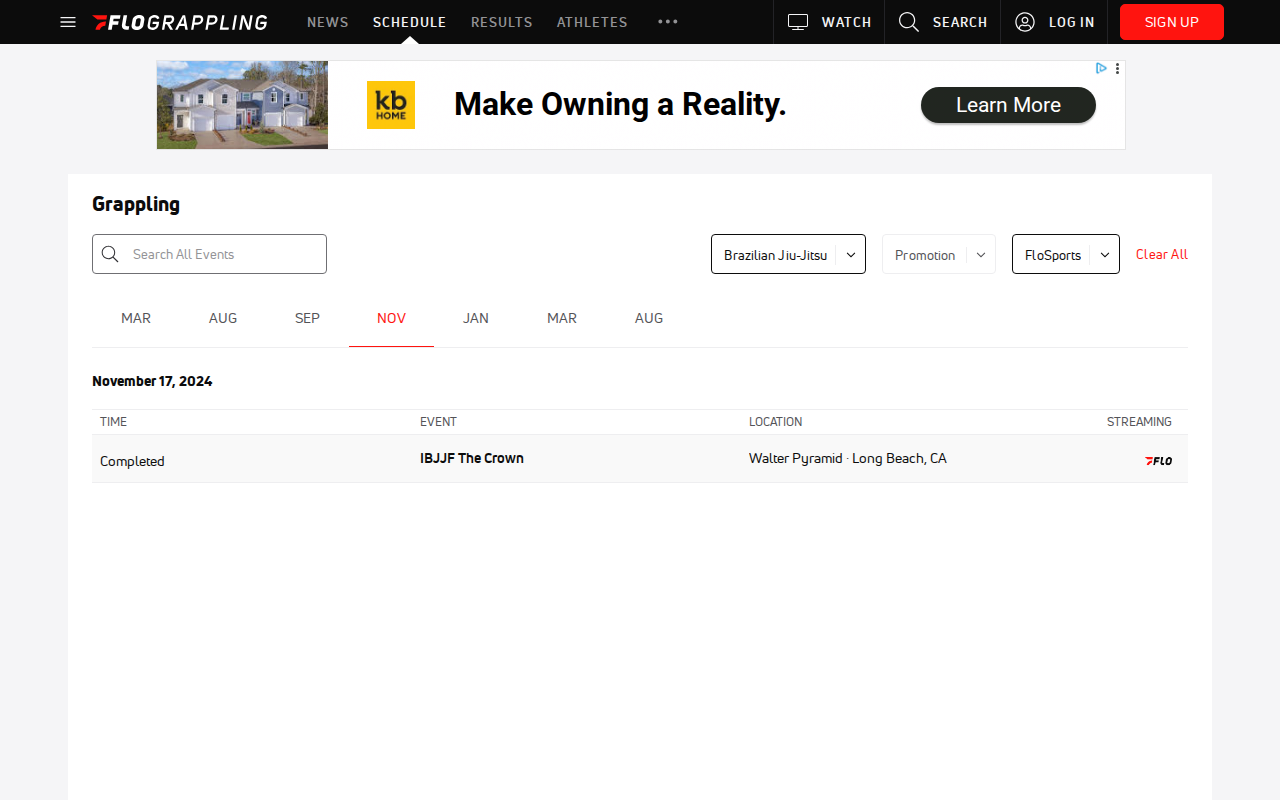 FLOGRAPPLING NEWS SCHEDULE RESULTS ATHLETES ••• WATCH SEARCH LOG IN SIGN UP
kb HOME Make Owning a Reality. Learn More
Grappling
Search All Events Brazilian Jiu-Jitsu Promotion FloSports Clear All
MAR AUG SEP NOV JAN MAR AUG
November 17, 2024
TIME EVENT LOCATION STREAMING
Completed IBJJF The Crown Walter Pyramid · Long Beach, CA FLO